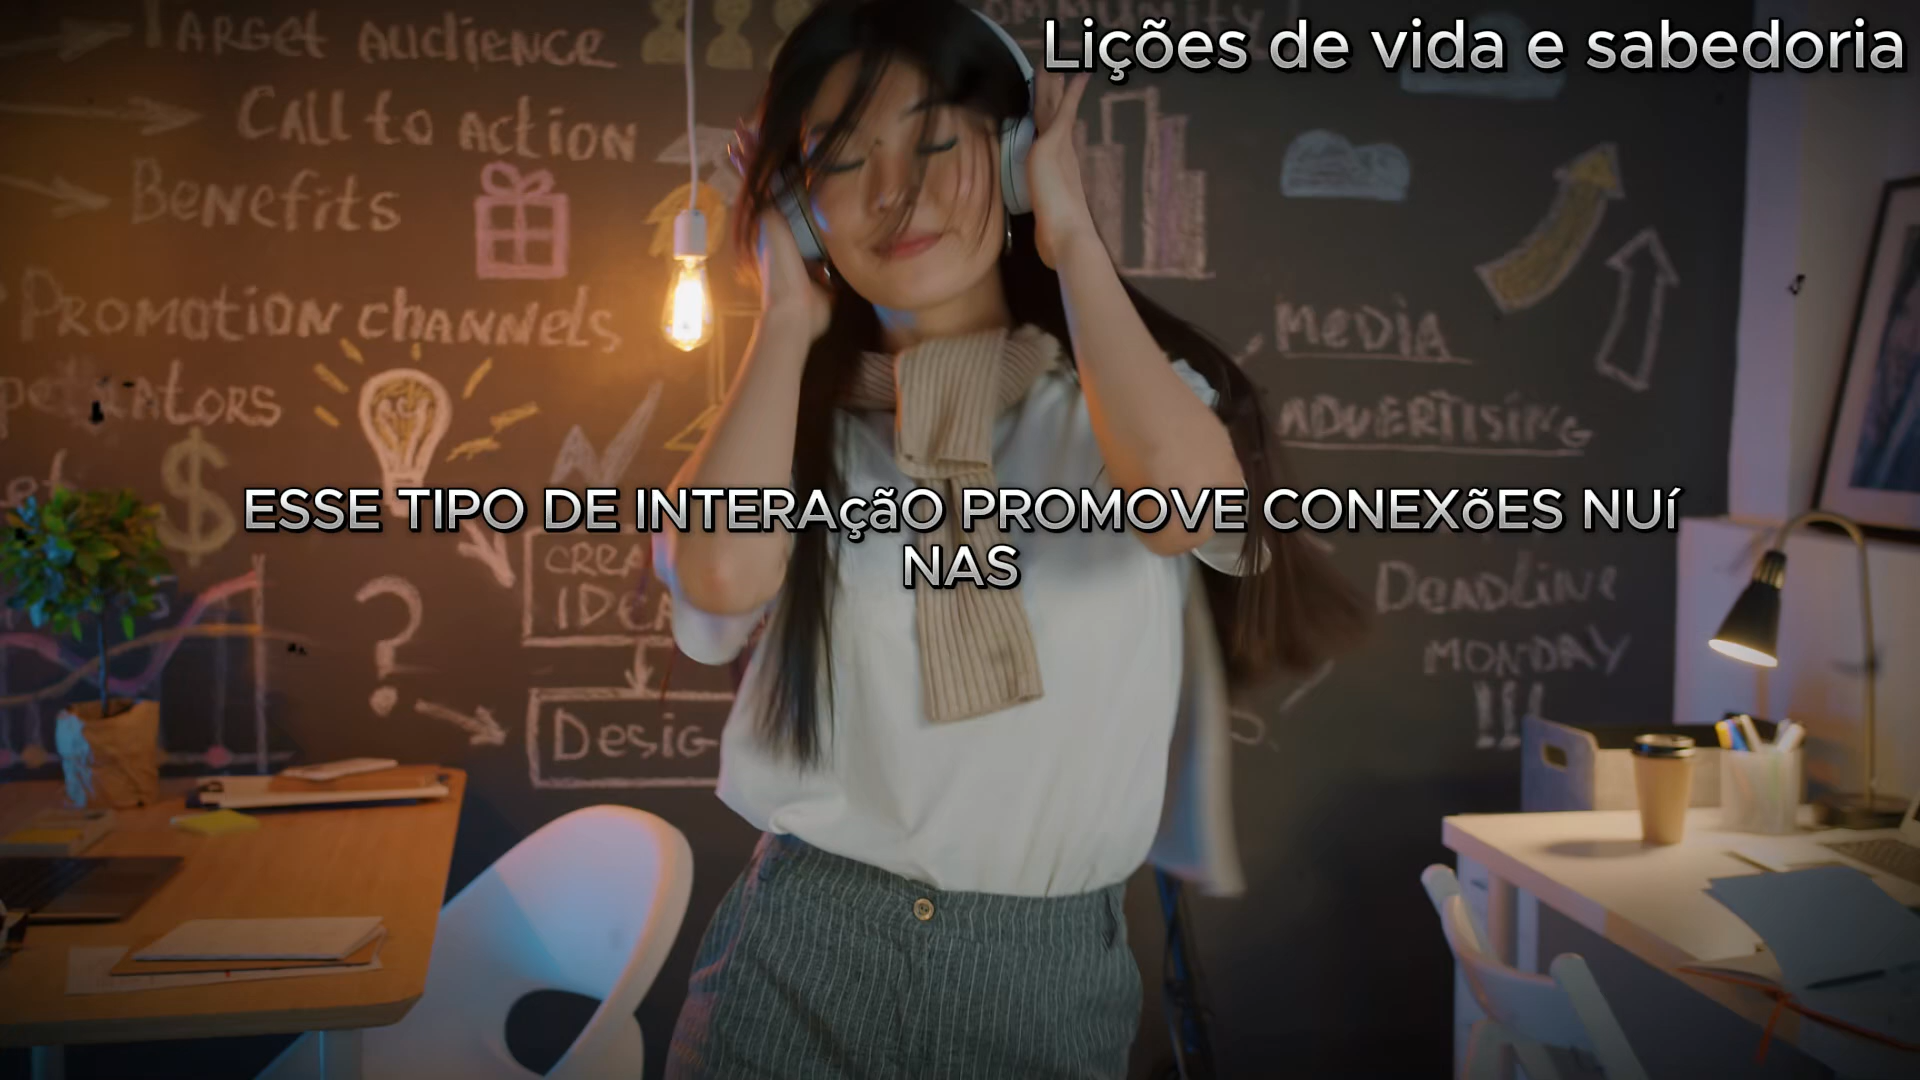 Lições de vida e sabedoria
TARGET AUDIENCE
CALL to ACTION
Benefits
PROMOTION CHANNELS
$
MEDIA
ADVERTISING
ESSE TIPO DE INTERAçãO PROMOVE CONEXõES NUí
NAS
?
Desig
DEADLINE
MONDAY
!!!